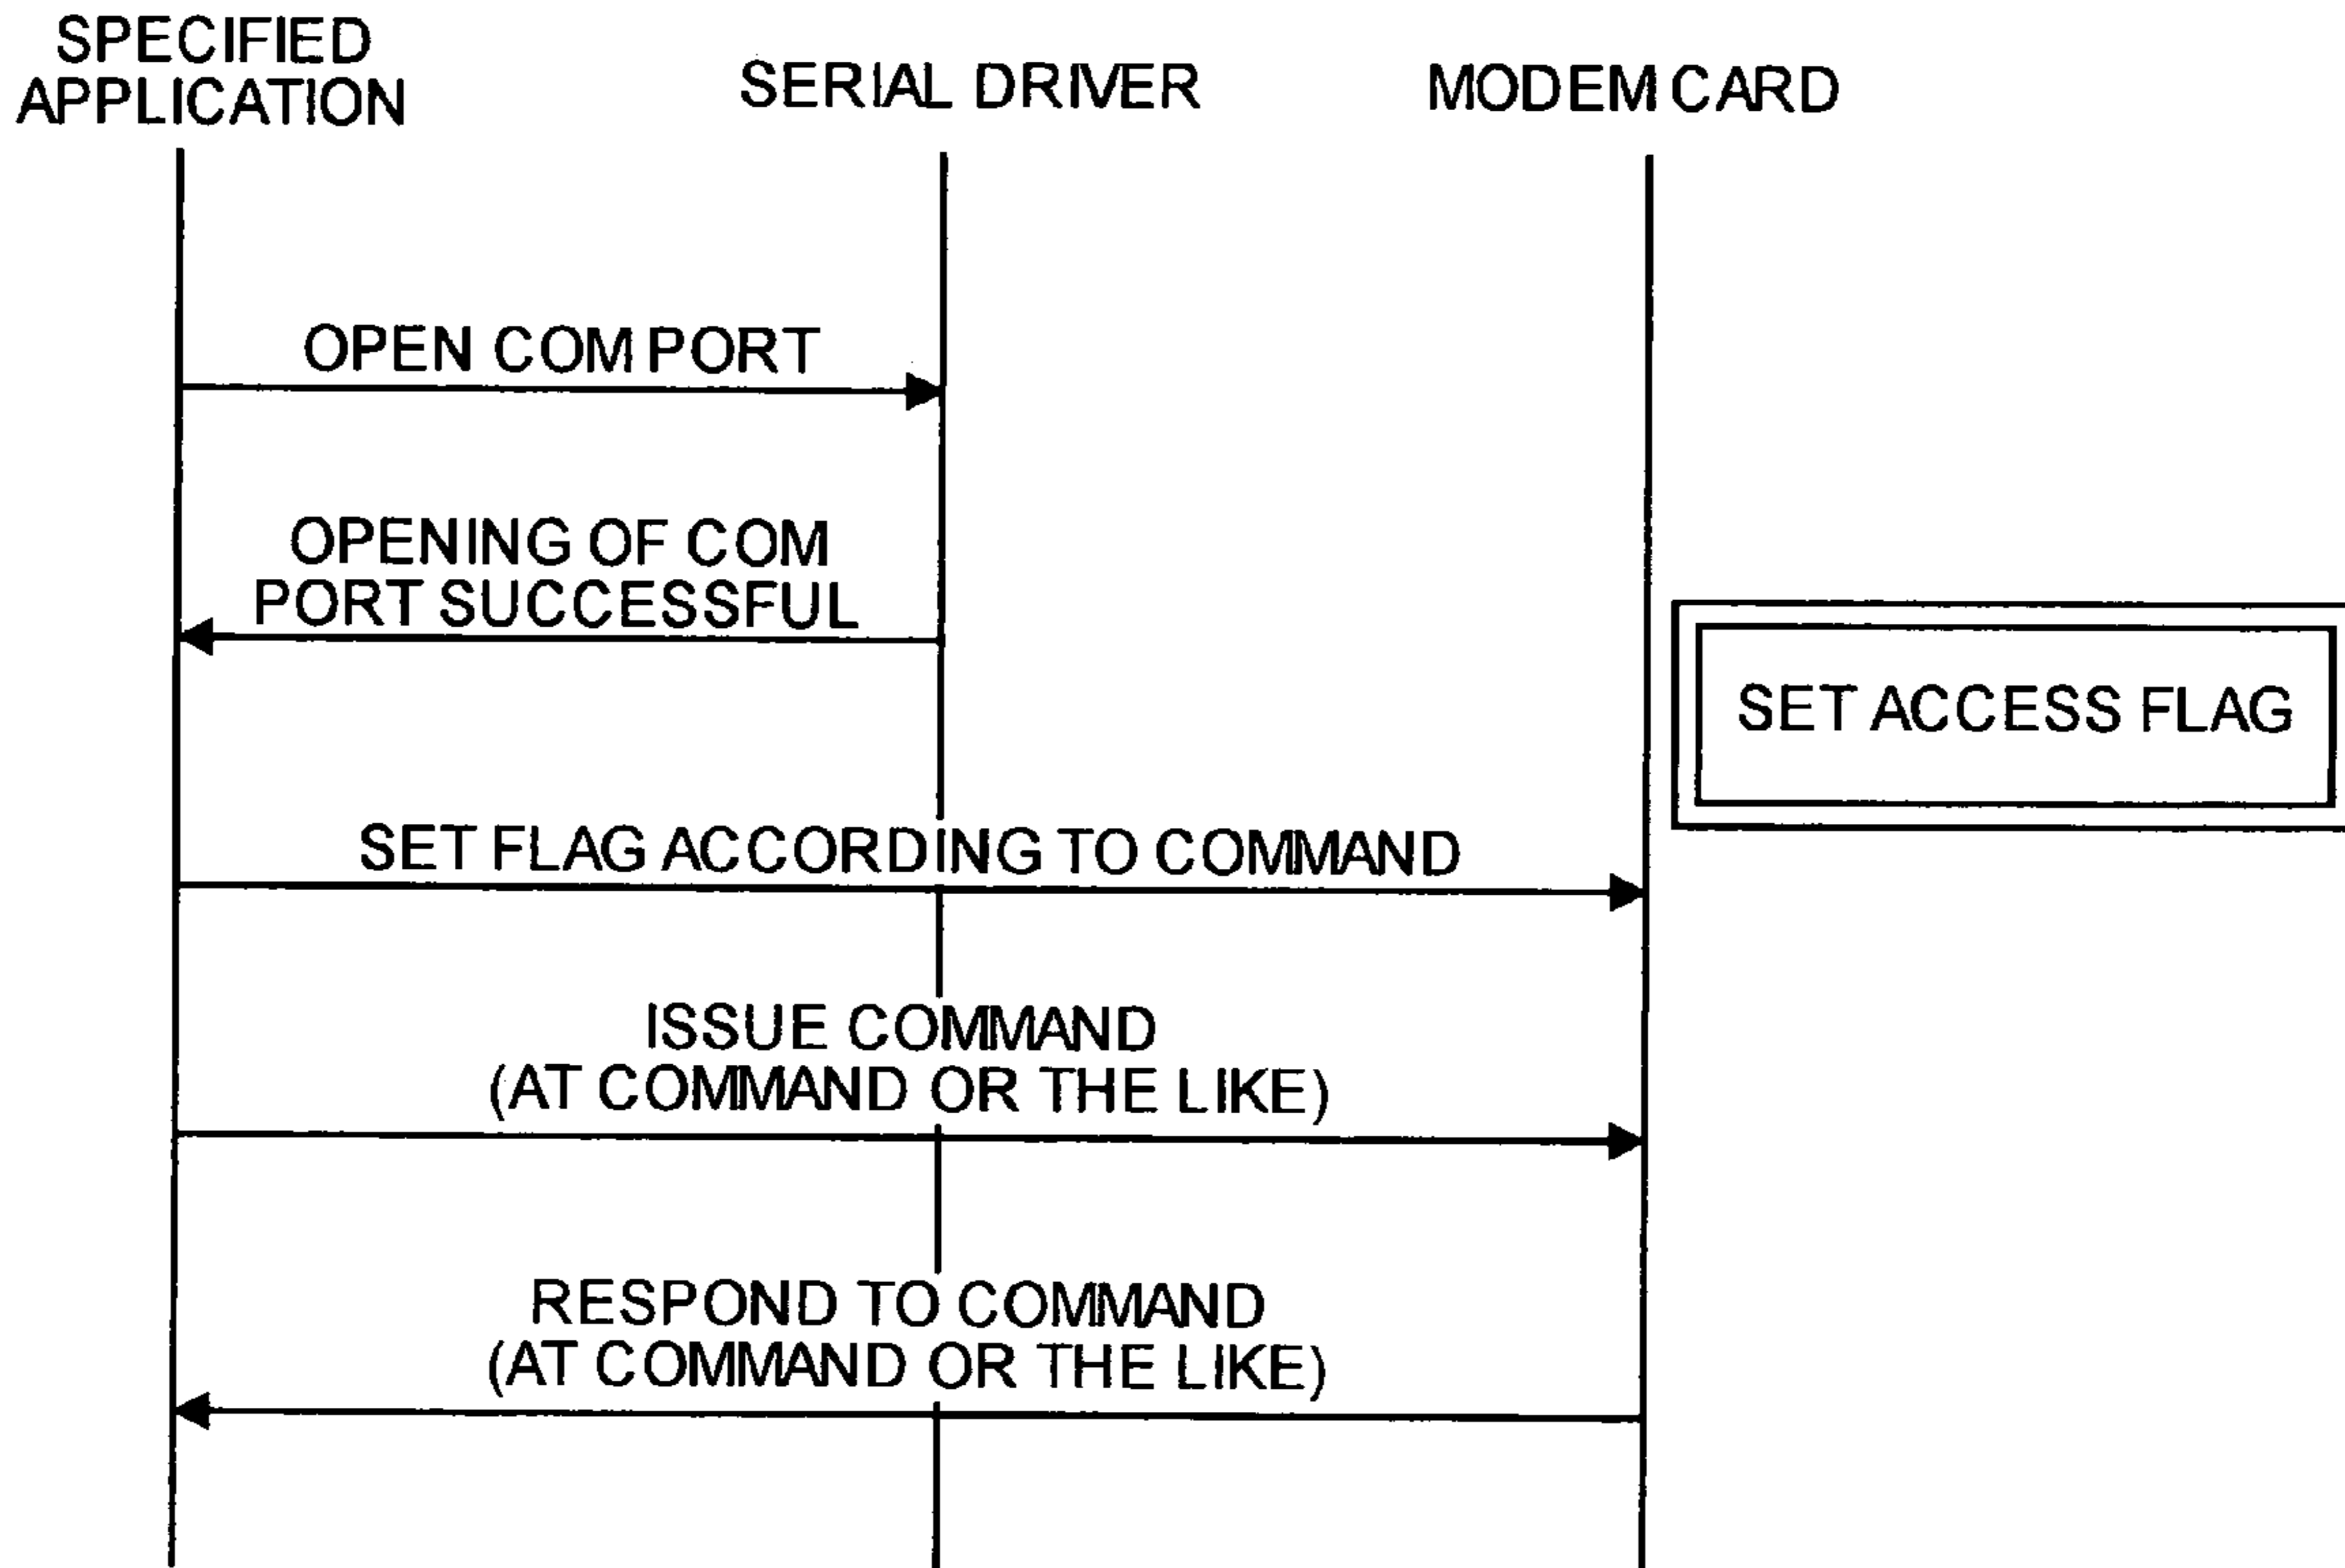 SPECIFIED
APPLICATION
SERIAL DRIVER
MODEM CARD
OPEN COM PORT
OPENING OF COM
PORT SUCCESSFUL
SET ACCESS FLAG
SET FLAG ACCORDING TO COMMAND
ISSUE COMMAND
(AT COMMAND OR THE LIKE)
RESPOND TO COMMAND
(AT COMMAND OR THE LIKE)